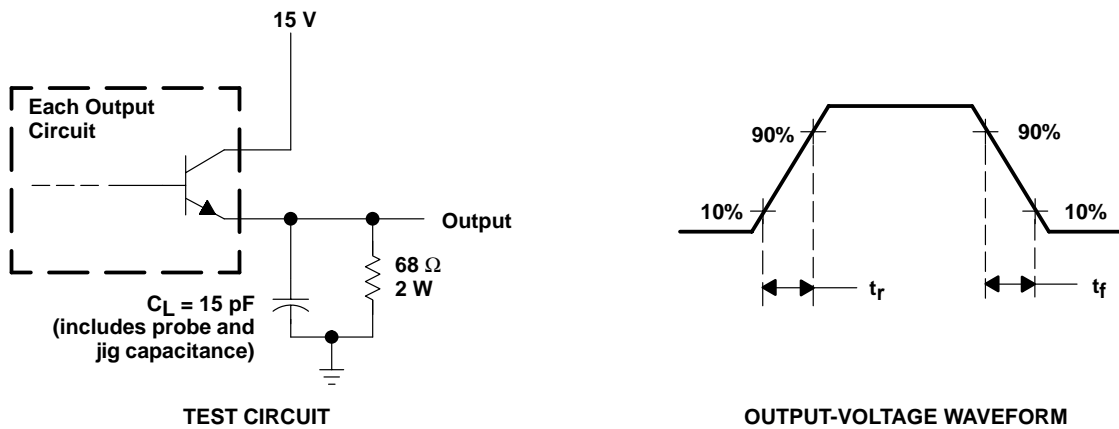 15 V
Each Output
Circuit
Output
68 Ω
2 W
CL = 15 pF
(includes probe and
jig capacitance)
TEST CIRCUIT
90%
90%
10%
10%
tr
tf
OUTPUT-VOLTAGE WAVEFORM